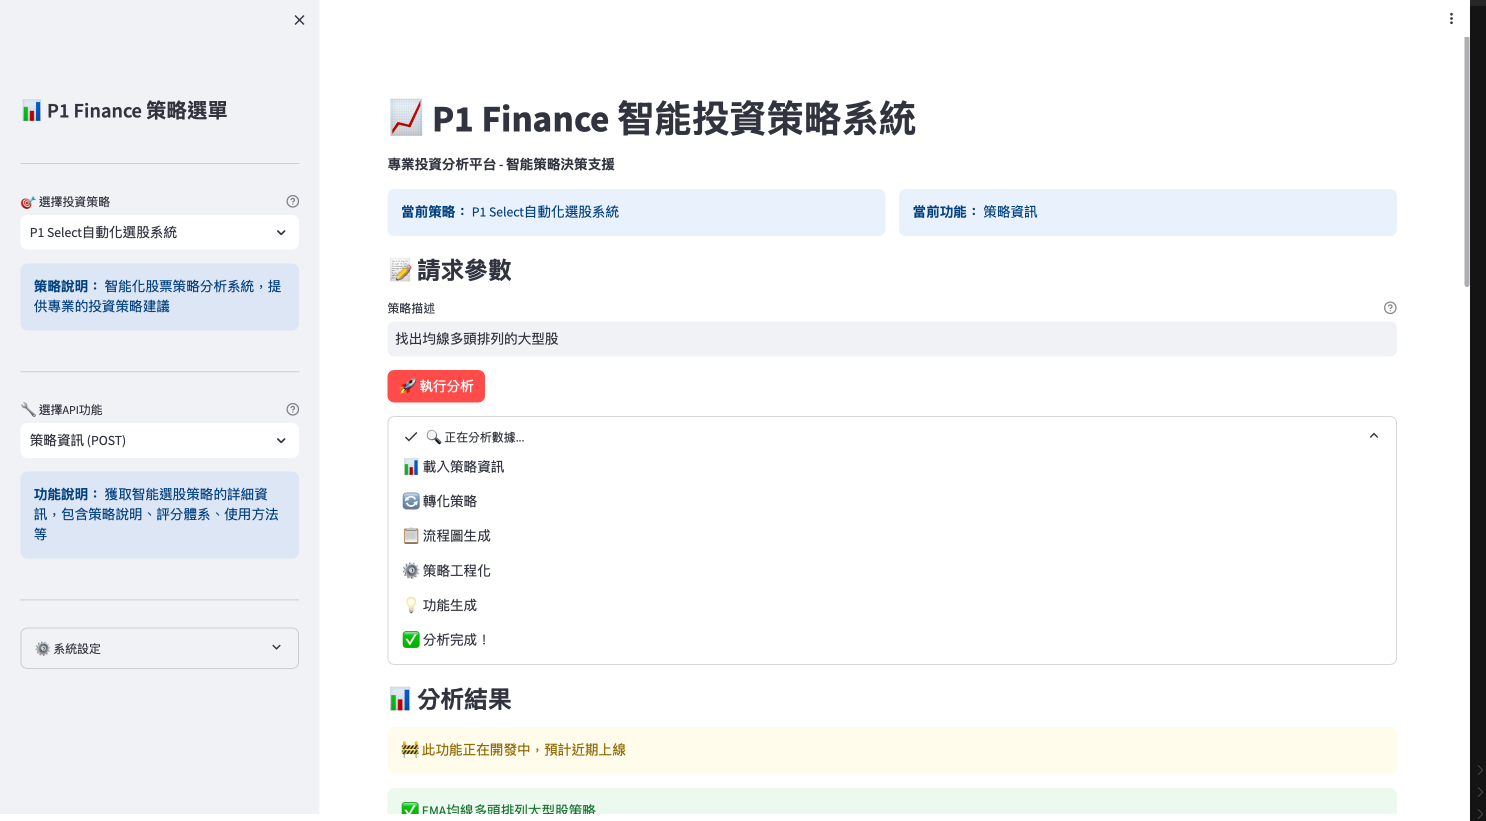 P1 Finance 策略選單
選擇投資策略
P1 Select自動化選股系統
策略說明： 智能化股票策略分析系統，提
供專業的投資策略建議
選擇API功能
策略資訊 (POST)
功能說明： 獲取智能選股策略的詳細資
訊，包含策略說明、評分體系、使用方法
等
系統設定
P1 Finance 智能投資策略系統
專業投資分析平台 - 智能策略決策支援
當前策略： P1 Select自動化選股系統
當前功能： 策略資訊
請求參數
策略描述
找出均線多頭排列的大型股
執行分析
正在分析數據...
載入策略資訊
轉化策略
流程圖生成
策略工程化
功能生成
分析完成！
分析結果
此功能正在開發中，預計近期上線
EMA均線多頭排列大型股策略